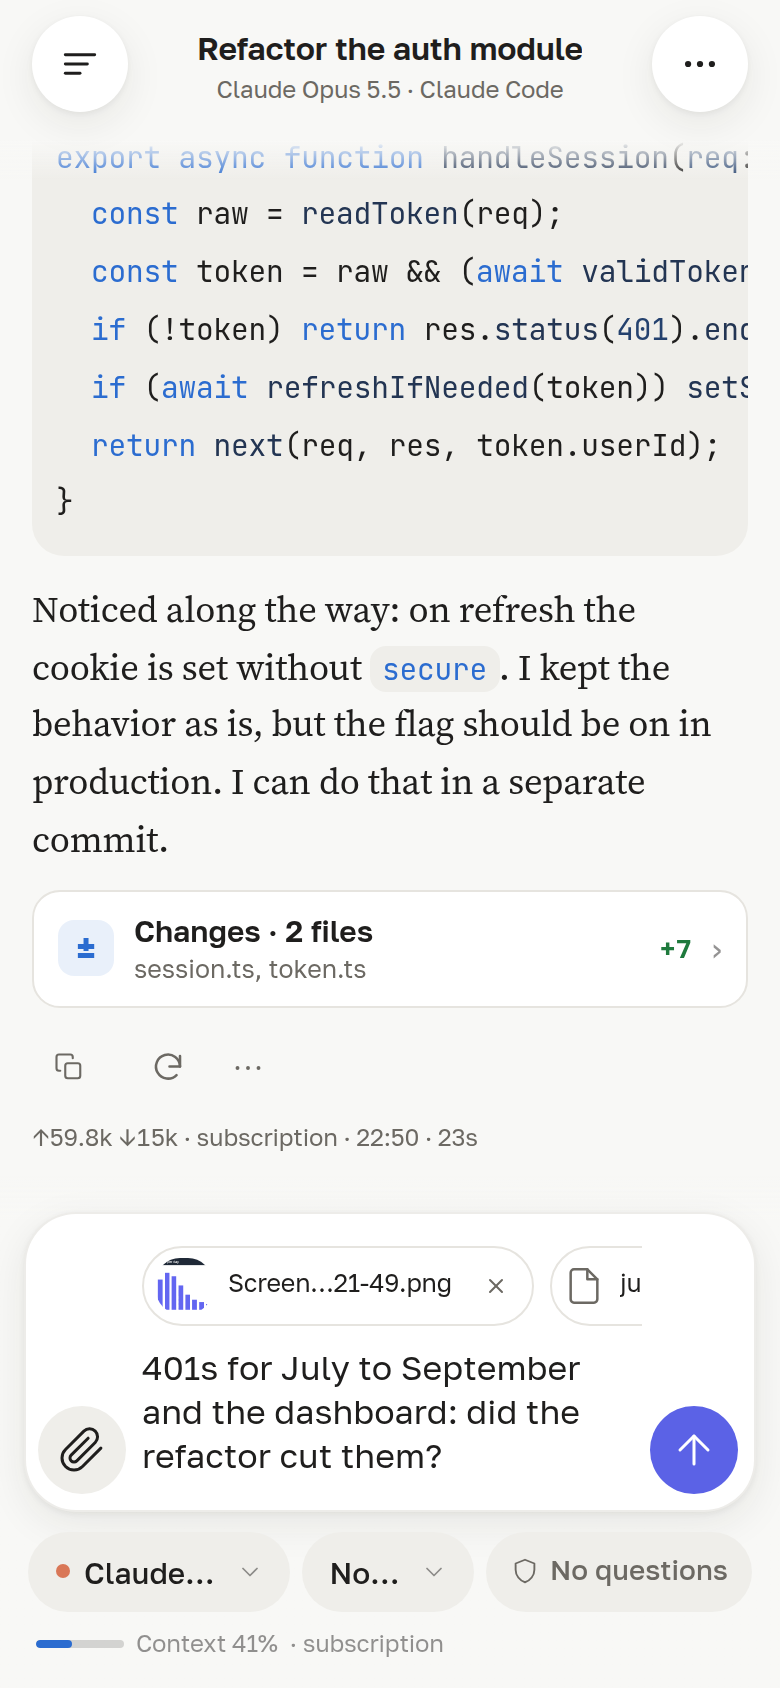 Refactor the auth module
Claude Opus 5.5 · Claude Code
export async function handleSession(req:
const raw = readToken(req);
const token = raw && (await validToken
if (!token) return res.status(401).end
if (await refreshIfNeeded(token)) setS
return next(req, res, token.userId);
}
Noticed along the way: on refresh the
cookie is set without secure. I kept the
behavior as is, but the flag should be on in
production. I can do that in a separate
commit.
Changes · 2 files
+7
session.ts, token.ts
↑59.8k ↓15k · subscription · 22:50 · 23s
Screen...21-49.png
ju
401s for July to September
and the dashboard: did the
refactor cut them?
Claude...
No...
No questions
Context 41% · subscription